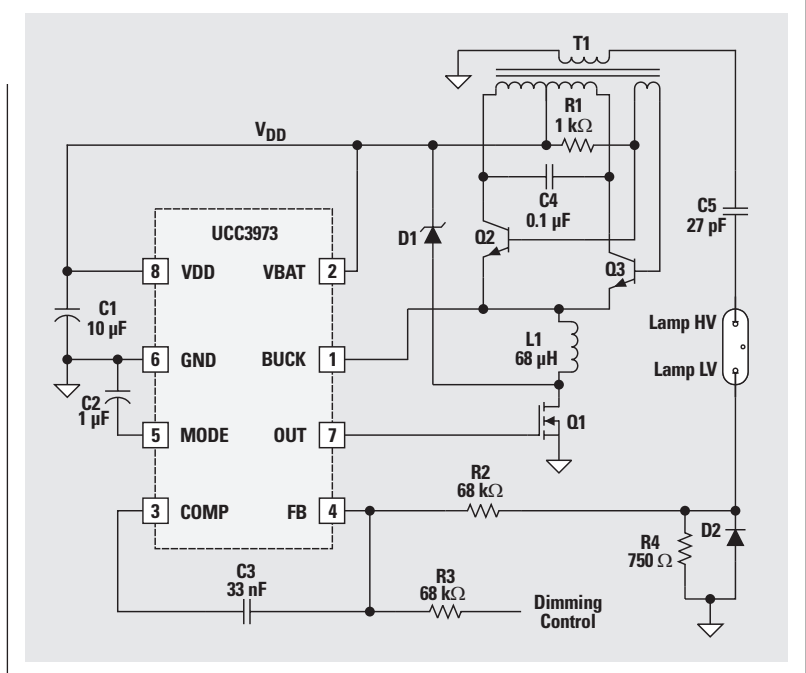 T1
R1
1 kΩ
VDD
C4
0.1 µF
C5
27 pF
UCC3973
D1
Q2
Q3
8 VDD
VBAT 2
C1
10 µF
Lamp HV
L1
68 µH
6 GND
BUCK 1
Lamp LV
C2
1 µF
Q1
5 MODE
OUT 7
R2
68 kΩ
3 COMP
FB 4
D2
R4
750 Ω
C3
33 nF
R3
68 kΩ
Dimming
Control